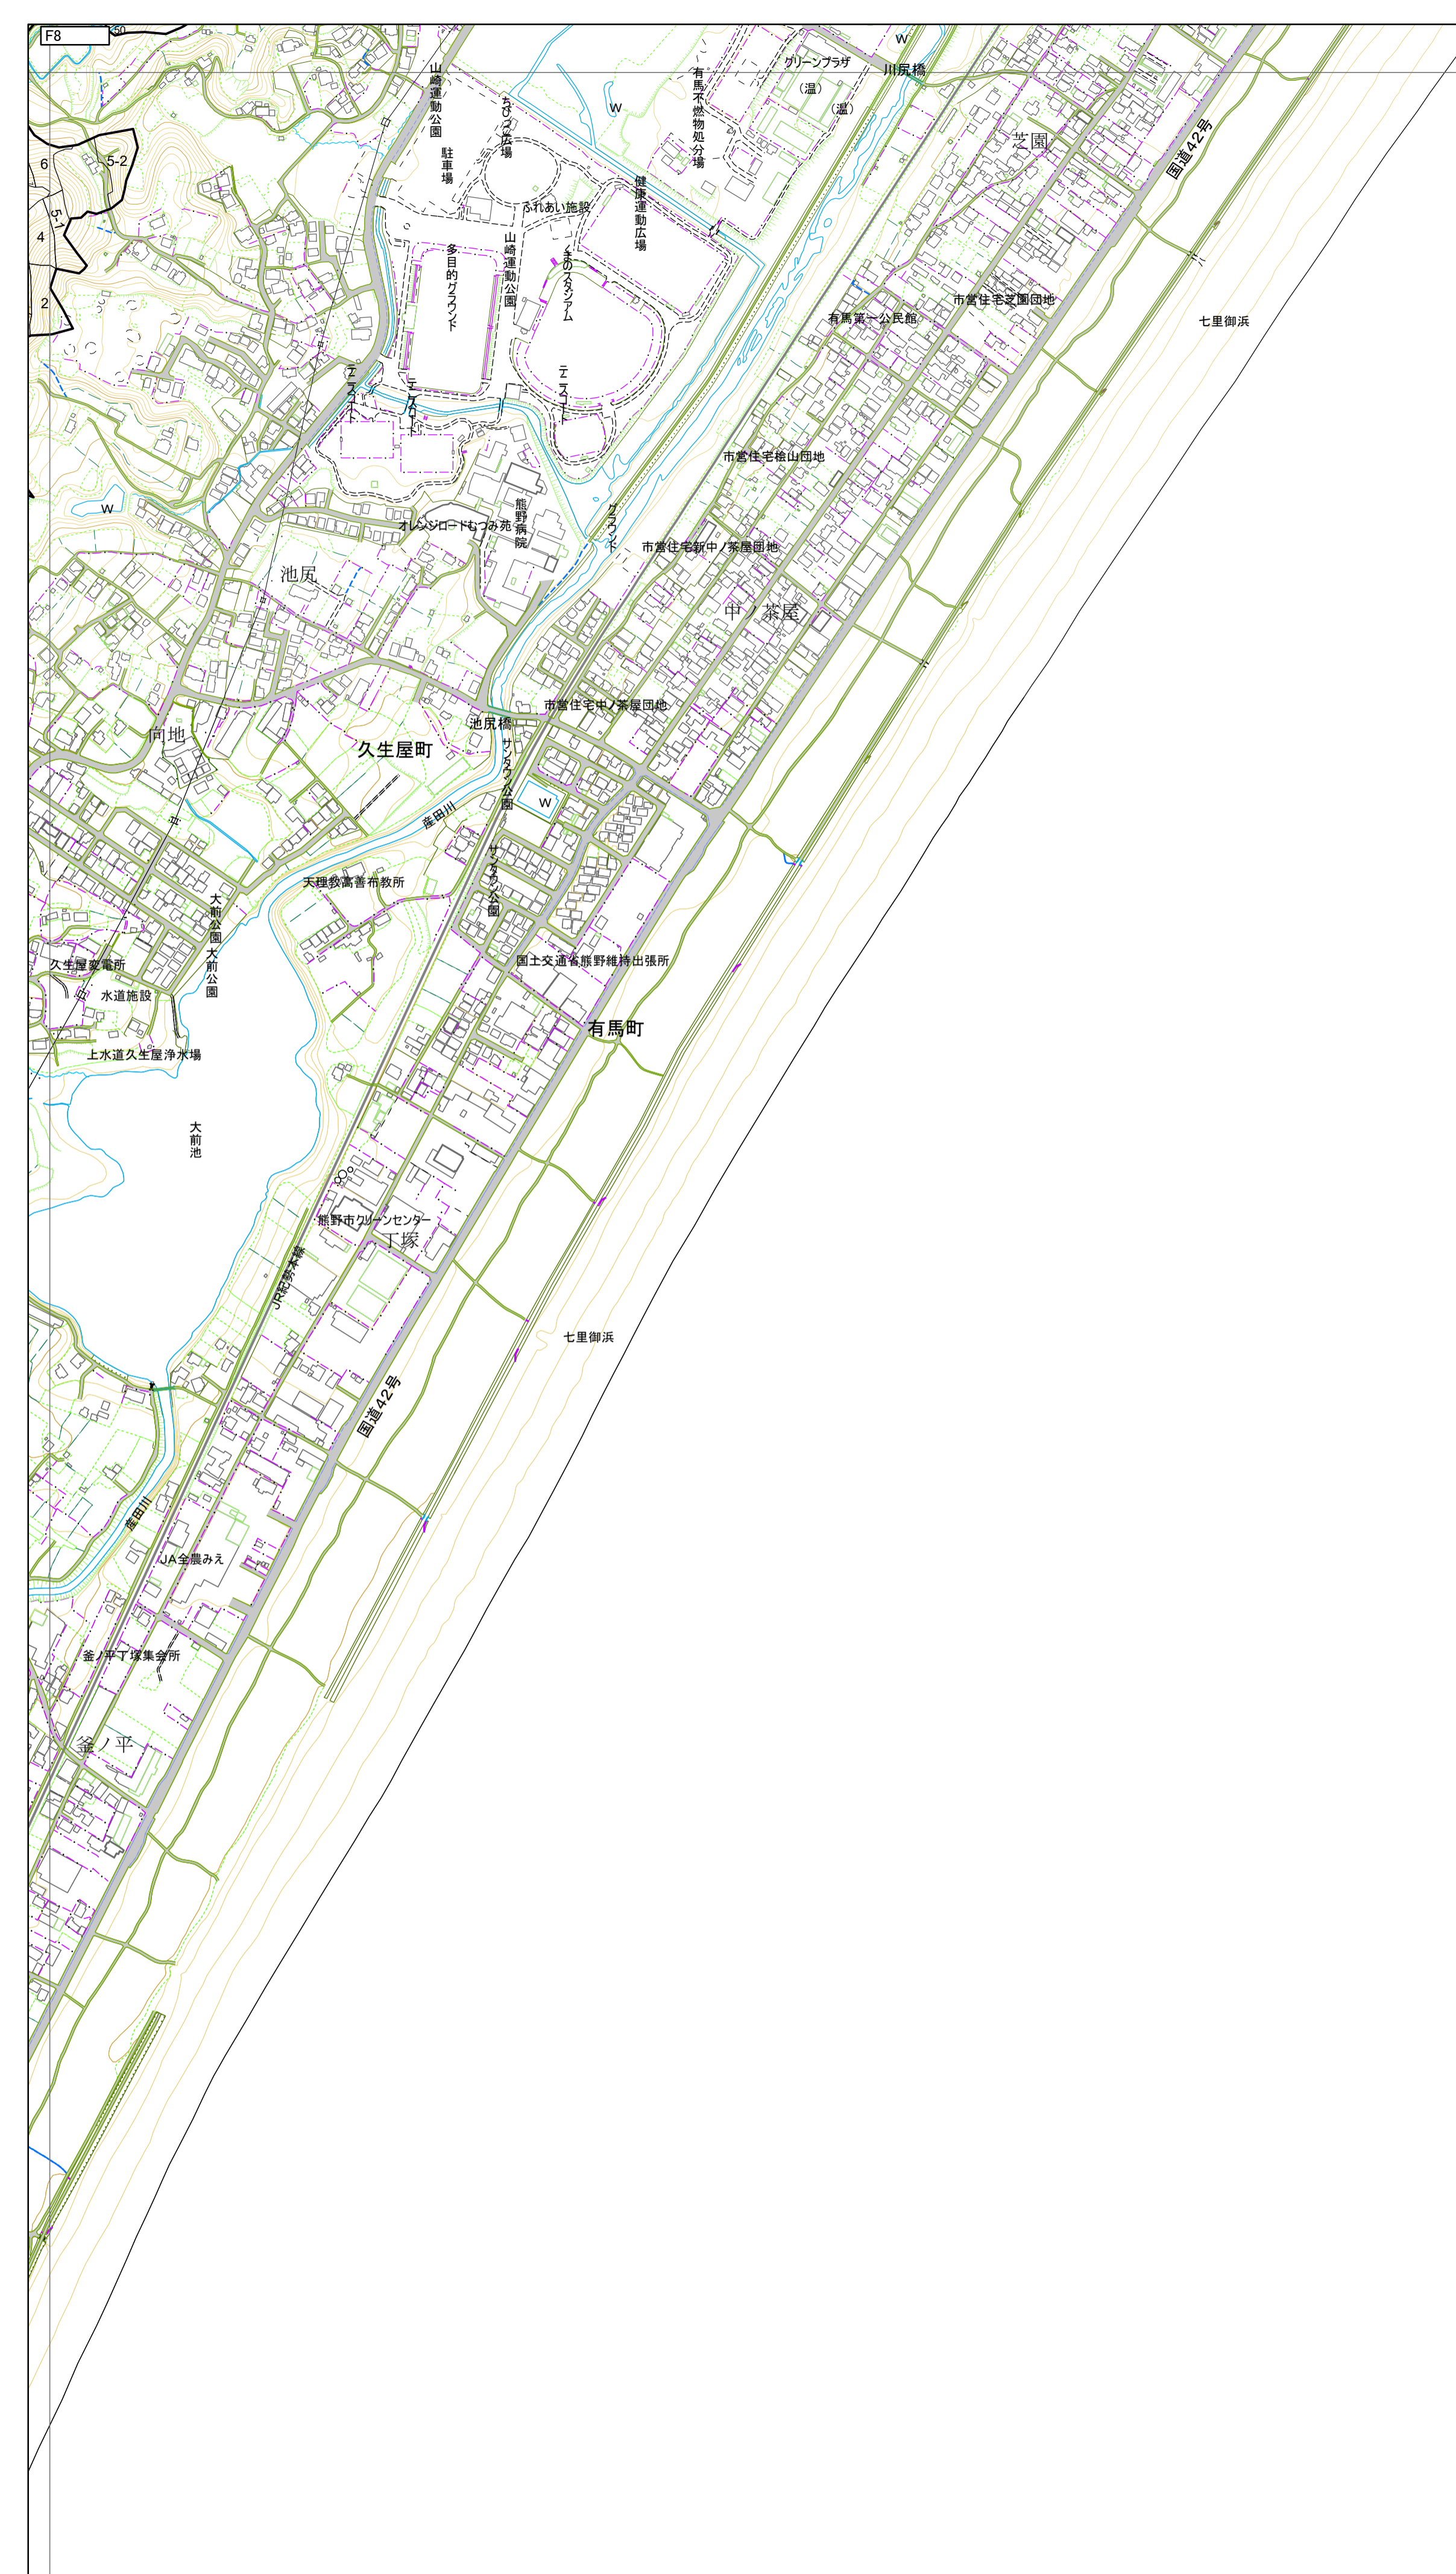 F8
50
山崎運動公園
ちびっこ広場
W
有馬不燃物処分場
グリーンプラザ
川尻橋
W
(温)
(温)
国道42号
芝園
駐車場
6
5-2
5-1
4
2
健康運動広場
ふれあい施設
山崎運動公園
多目的グラウンド
くまのスタジアム
市営住宅芝園団地
有馬第一公民館
七里御浜
テニスコート
テニスコート
テニスコート
市営住宅桧山団地
W
熊野病院
グラウンド
オレンジロードむつみ苑
市営住宅新中ノ茶屋団地
池尻
中ノ茶屋
市営住宅中ノ茶屋団地
池尻橋
向地
久生屋町
サンタウン公園
W
産田川
サンタウン公園
天理教高善布教所
大前公園
大前公園
久生屋変電所
国土交通省熊野維持出張所
水道施設
有馬町
上水道久生屋浄水場
大前池
熊野市クリーンセンター
丁塚
JR紀勢本線
七里御浜
国道42号
産田川
JA全農みえ
釜ノ平丁塚集会所
釜ノ平